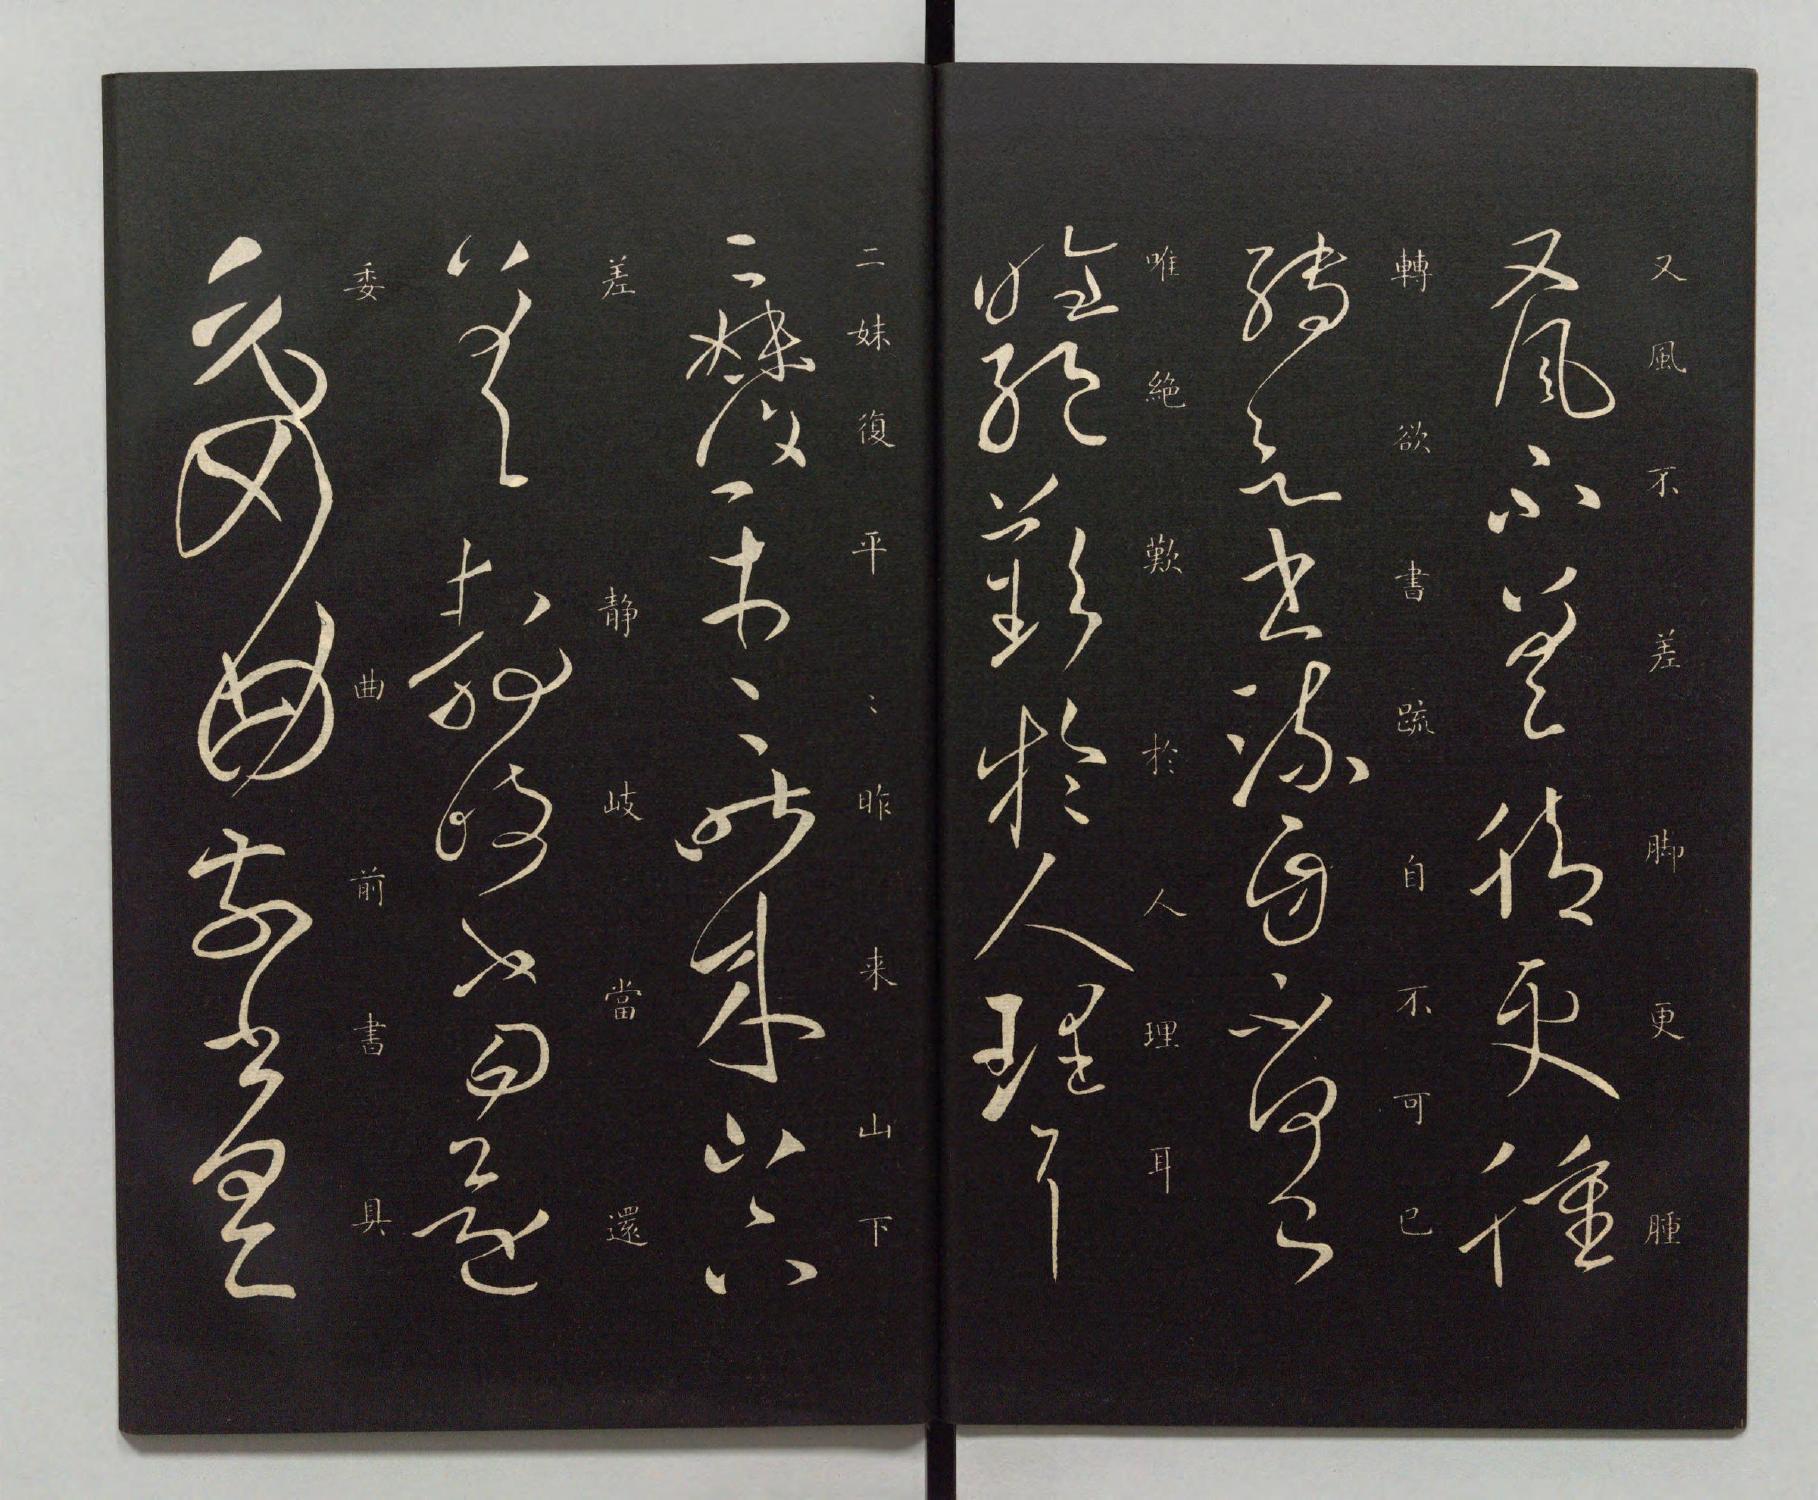 又風不差脚更腫
轉欲書疏自不可已
唯絶歎於人理耳
二妹復平〻昨来山下
差静岐當還
委曲前書具